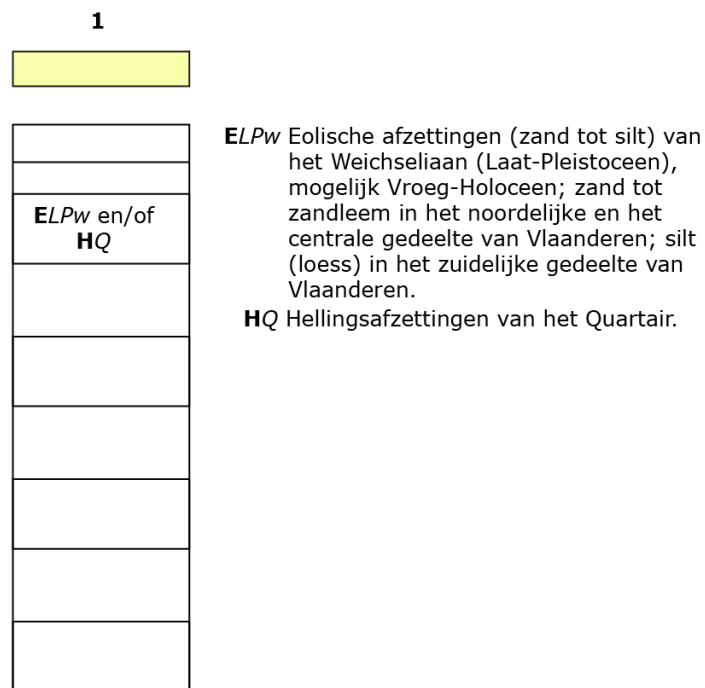 1
ELPw en/of
HQ
ELPw Eolische afzettingen (zand tot silt) van
het Weichseliaan (Laat-Pleistoceen),
mogelijk Vroeg-Holoceen; zand tot
zandleem in het noordelijke en het
centrale gedeelte van Vlaanderen; silt
(loess) in het zuidelijke gedeelte van
Vlaanderen.
HQ Hellingsafzettingen van het Quartair.